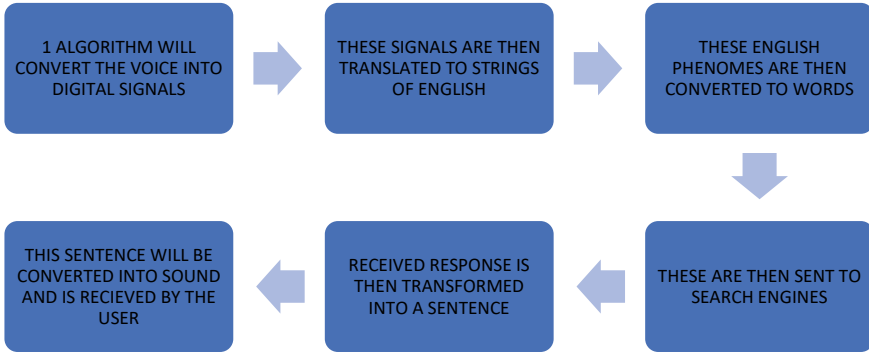 1 ALGORITHM WILL
CONVERT THE VOICE INTO
DIGITAL SIGNALS
THESE SIGNALS ARE THEN
TRANSLATED TO STRINGS
OF ENGLISH
THESE ENGLISH
PHENOMES ARE THEN
CONVERTED TO WORDS
THESE ARE THEN SENT TO
SEARCH ENGINES
RECEIVED RESPONSE IS
THEN TRANSFORMED
INTO A SENTENCE
THIS SENTENCE WILL BE
CONVERTED INTO SOUND
AND IS RECIEVED BY THE
USER